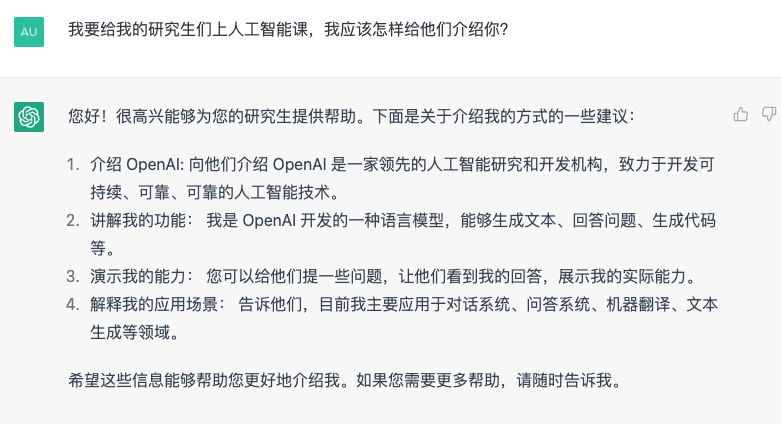 AU
我要给我的研究生们上人工智能课，我应该怎样给他们介绍你？
您好！很高兴能够为您的研究生提供帮助。下面是关于介绍我的方式的一些建议：
1. 介绍 OpenAI: 向他们介绍 OpenAI 是一家领先的人工智能研究和开发机构，致力于开发可
持续、可靠、可靠的人工智能技术。
2. 讲解我的功能： 我是 OpenAI 开发的一种语言模型，能够生成文本、回答问题、生成代码
等。
3. 演示我的能力： 您可以给他们提一些问题，让他们看到我的回答，展示我的实际能力。
4. 解释我的应用场景： 告诉他们，目前我主要应用于对话系统、问答系统、机器翻译、文本
生成等领域。
希望这些信息能够帮助您更好地介绍我。如果您需要更多帮助，请随时告诉我。